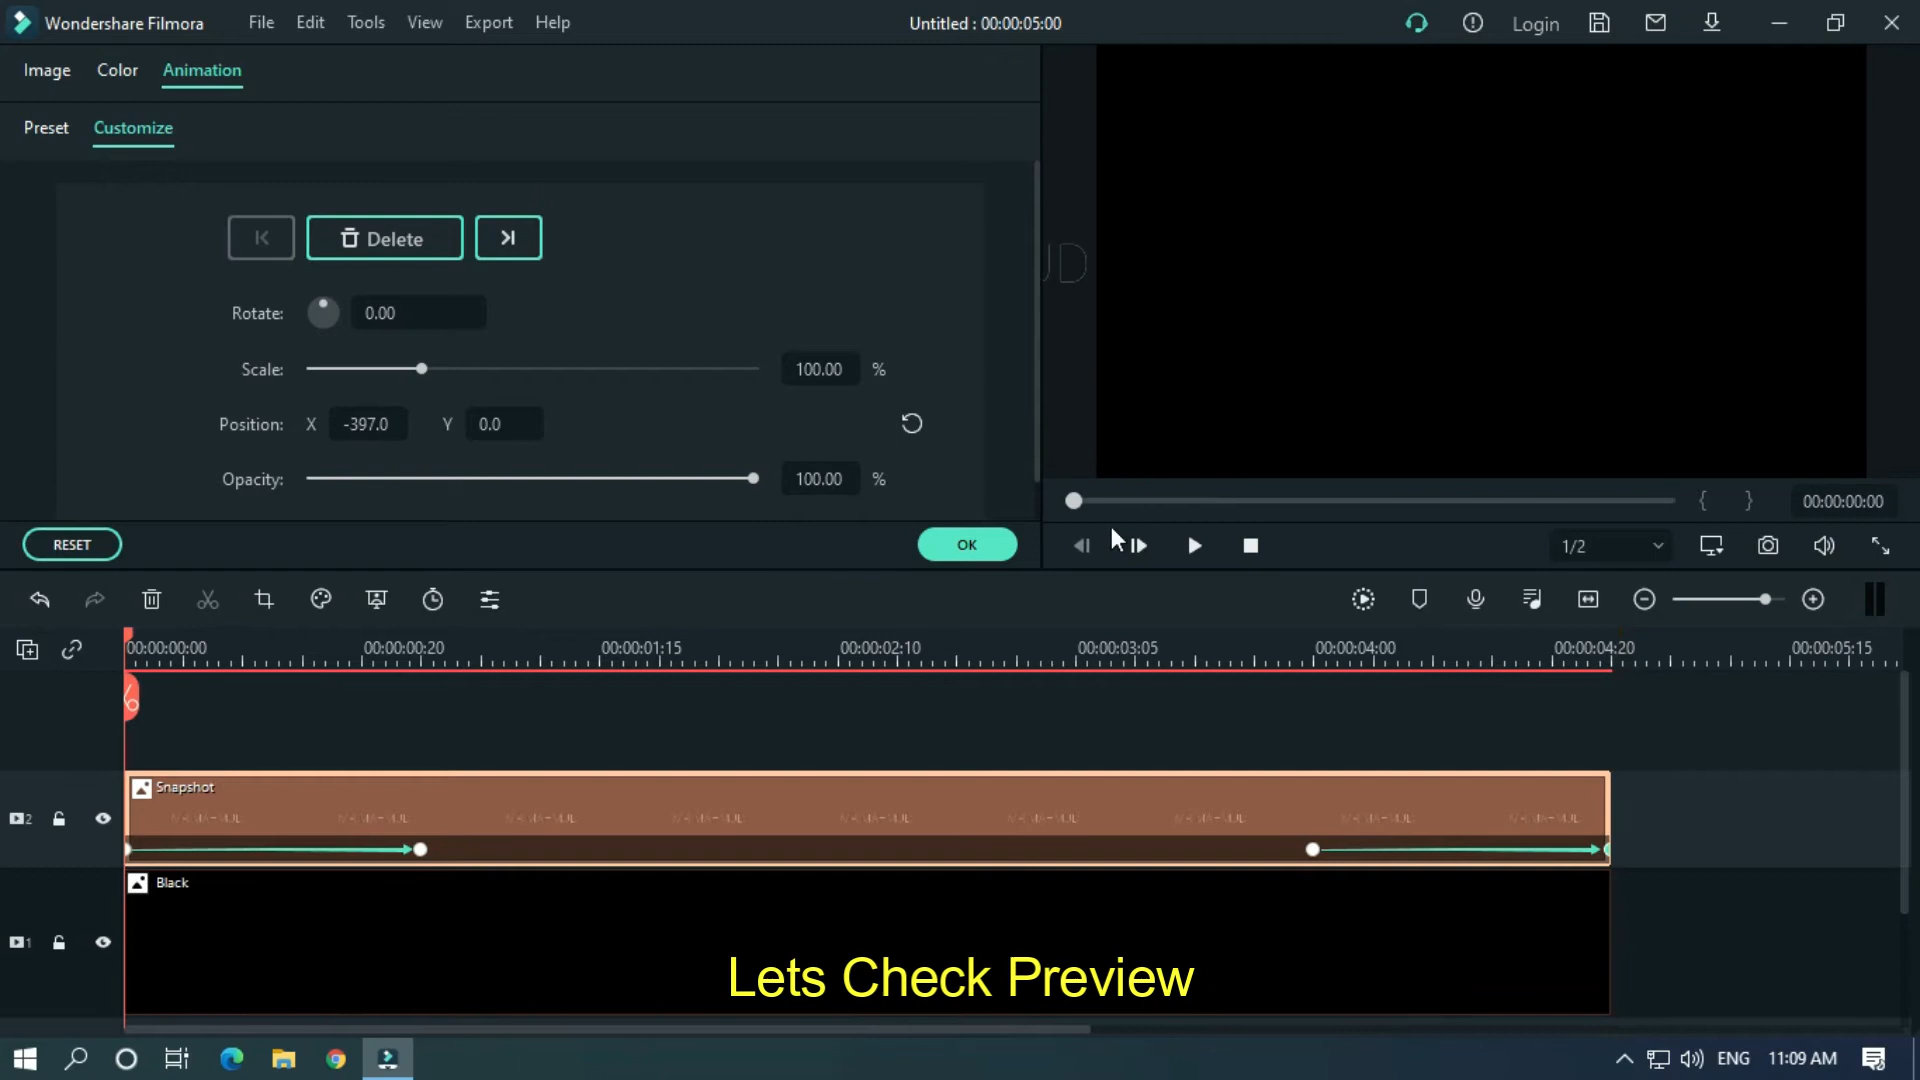 Wondershare Filmora
File Edit Tools View Export Help
Untitled : 00:00:05:00
Login
Image Color Animation
Preset Customize
Delete
Rotate: 0.00
Scale: 100.00 %
Position: X -397.0 Y 0.0
Opacity: 100.00 %
RESET OK
UD
{ } 00:00:00:00
1/2
00:00:00:00 00:00:00:20 00:00:01:15 00:00:02:10 00:00:03:05 00:00:04:00 00:00:04:20 00:00:05:15
Snapshot
2
Black
1
Lets Check Preview
ENG 11:09 AM